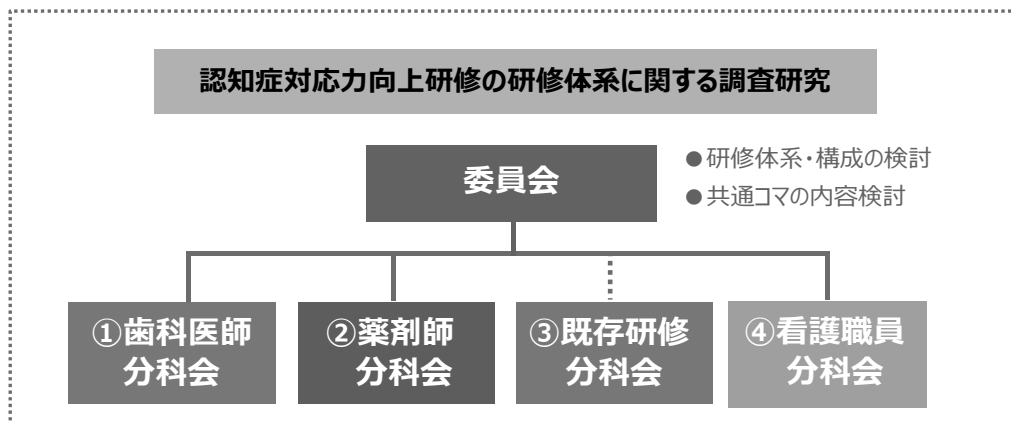 認知症対応力向上研修の研修体系に関する調査研究
委員会
●研修体系・構成の検討
●共通コマの内容検討
①歯科医師
分科会
②薬剤師
分科会
③既存研修
分科会
④看護職員
分科会